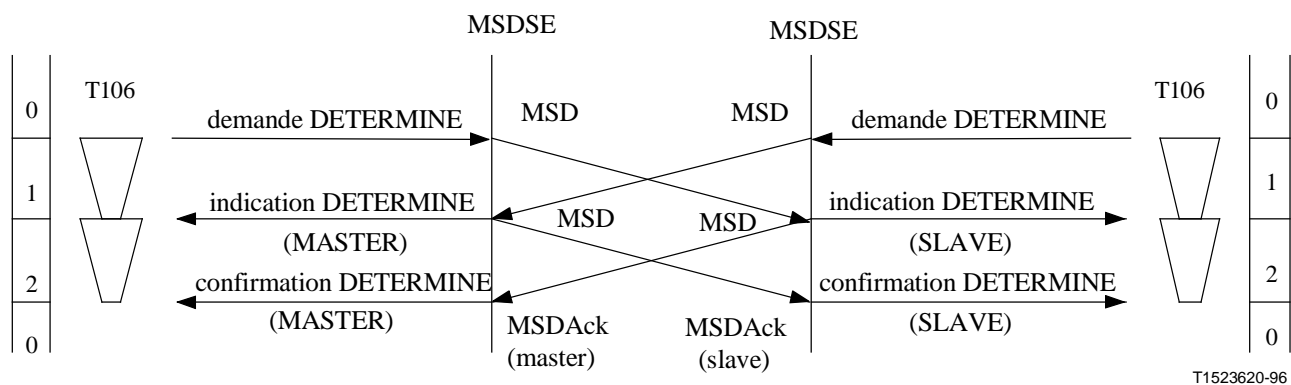 MSDSE
MSDSE
T106
T106
0
0
demande DETERMINE
MSD
MSD
demande DETERMINE
1
1
indication DETERMINE
MSD
MSD
indication DETERMINE
(MASTER)
(SLAVE)
2
2
confirmation DETERMINE
confirmation DETERMINE
(MASTER)
(SLAVE)
MSDAck
(master)
MSDAck
(slave)
0
0
T1523620-96